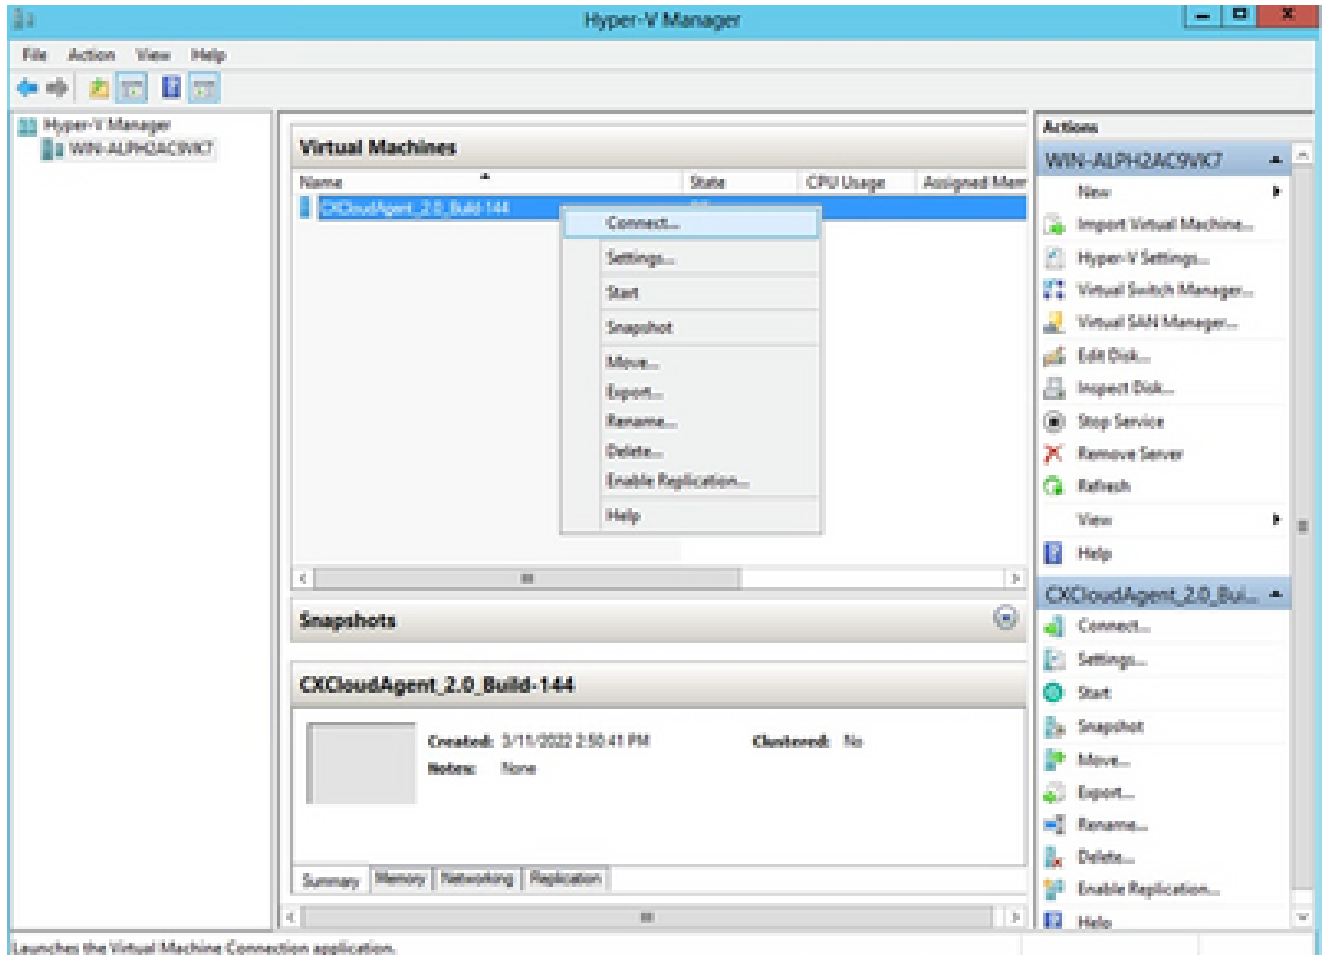 Hyper-V Manager
File Action View Help
Hyper-V Manager
WIN-ALPH2AC9VK7
Virtual Machines
Name State CPU Usage Assigned Mem
CXCloudAgent_2.0_Build-144
Connect...
Settings...
Start
Snapshot
Move...
Export...
Rename...
Delete...
Enable Replication...
Help
Snapshots
CXCloudAgent_2.0_Build-144
Created: 3/11/2022 2:50:41 PM Clustered: No
Notes: None
Summary Memory Networking Replication
Actions
WIN-ALPH2AC9VK7
New
Import Virtual Machine...
Hyper-V Settings...
Virtual Switch Manager...
Virtual SAN Manager...
Edit Disk...
Inspect Disk...
Stop Service
Remove Server
Refresh
View
Help
CXCloudAgent_2.0_Bui...
Connect...
Settings...
Start
Snapshot
Move...
Export...
Rename...
Delete...
Enable Replication...
Help
Launches the Virtual Machine Connection application.